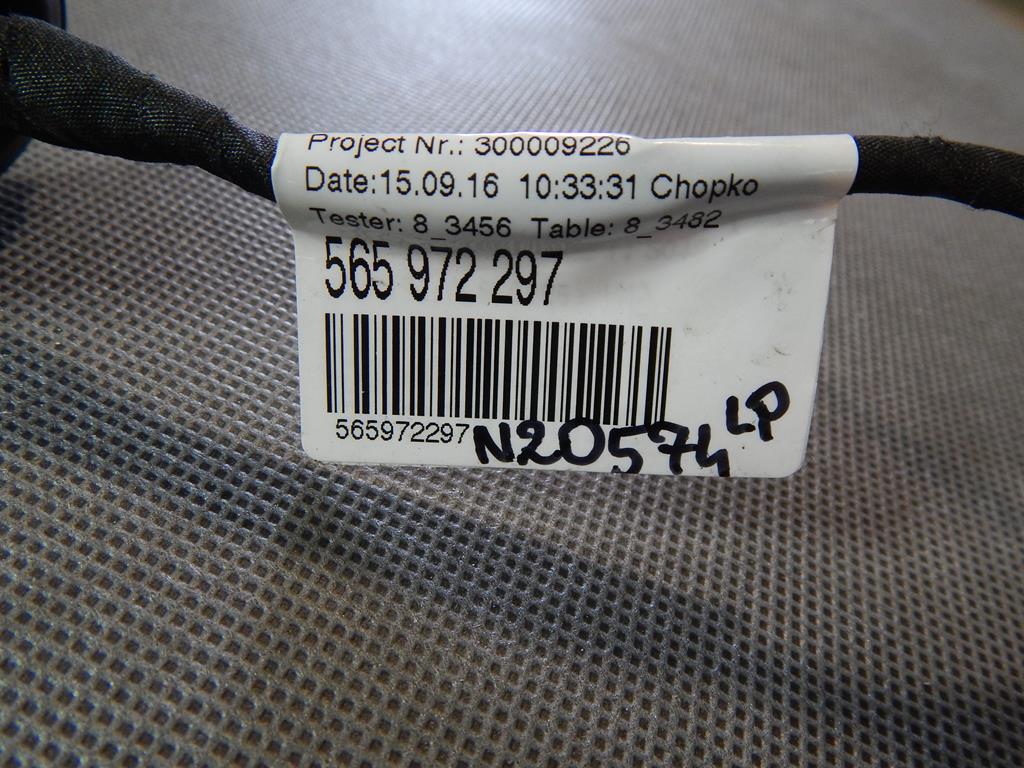 Project Nr.: 300009226
Date:15.09.16 10:33:31 Chopko
Tester: 8_3456 Table: 8_3482
565 972 297
565972297
N20574 LP